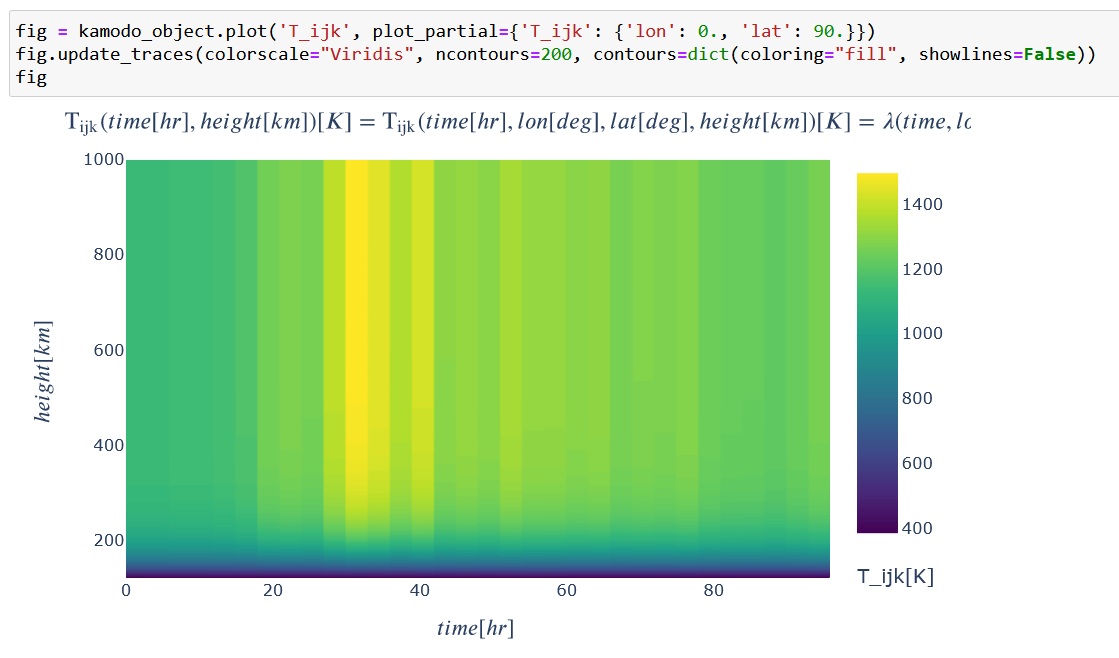 fig = kamodo_object.plot('T_ijk', plot_partial={'T_ijk': {'lon': 0., 'lat': 90.}})
fig.update_traces(colorscale="Viridis", ncontours=200, contours=dict(coloring="fill", showlines=False))
fig
T_ijk(time[hr], height[km])[K] = T_ijk(time[hr], lon[deg], lat[deg], height[km])[K] = λ(time, lo
1000
800
600
400
200
height[km]
0
20
40
60
80
time[hr]
1400
1200
1000
800
600
400
T_ijk[K]